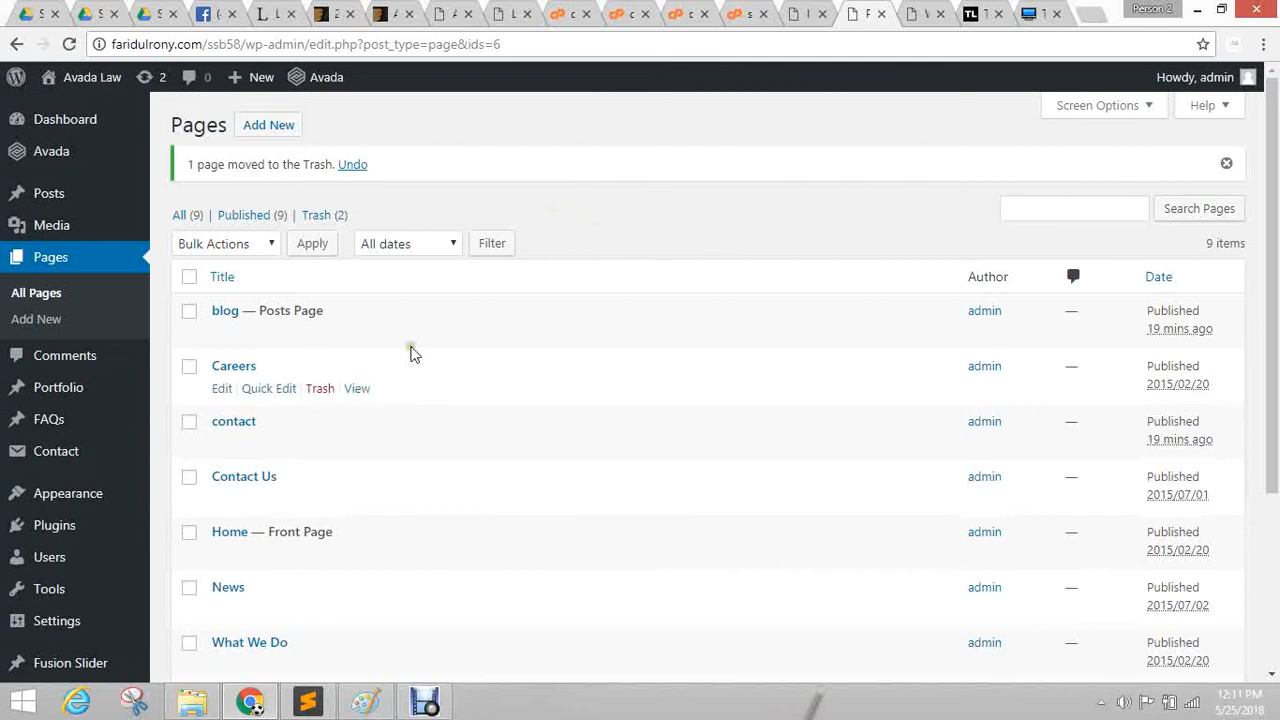 Person 2
faridulrony.com/ssb58/wp-admin/edit.php?post_type=page&ids=6
Avada Law 2 0 New Avada Howdy, admin
Dashboard
Avada
Posts
Media
Pages
All Pages
Add New
Comments
Portfolio
FAQs
Contact
Appearance
Plugins
Users
Tools
Settings
Fusion Slider
Screen Options Help
Pages Add New
1 page moved to the Trash. Undo
All (9) | Published (9) | Trash (2)
Search Pages
Bulk Actions Apply All dates Filter 9 items
Title Author Date
blog — Posts Page admin — Published
19 mins ago
Careers admin — Published
2015/02/20
Edit | Quick Edit | Trash | View
contact admin — Published
19 mins ago
Contact Us admin — Published
2015/07/01
Home — Front Page admin — Published
2015/02/20
News admin — Published
2015/07/02
What We Do admin — Published
2015/02/20
12:11 PM
5/25/2018